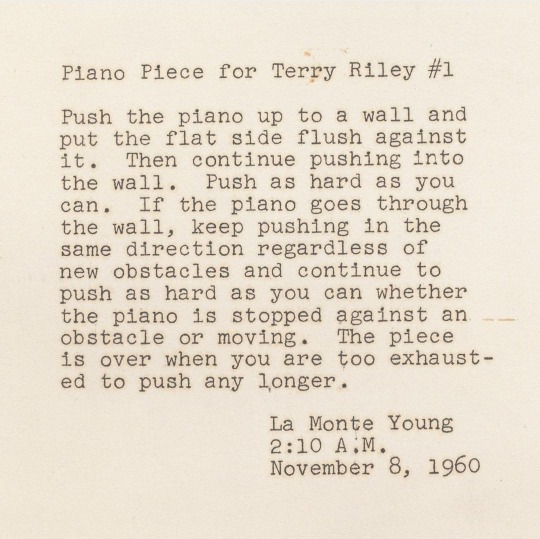 Piano Piece for Terry Riley #1
Push the piano up to a wall and
put the flat side flush against
it.  Then continue pushing into
the wall.  Push as hard as you
can.  If the piano goes through
the wall, keep pushing in the
same direction regardless of
new obstacles and continue to
push as hard as you can whether
the piano is stopped against an
obstacle or moving.  The piece
is over when you are too exhaust-
ed to push any longer.
La Monte Young
2:10 A.M.
November 8, 1960